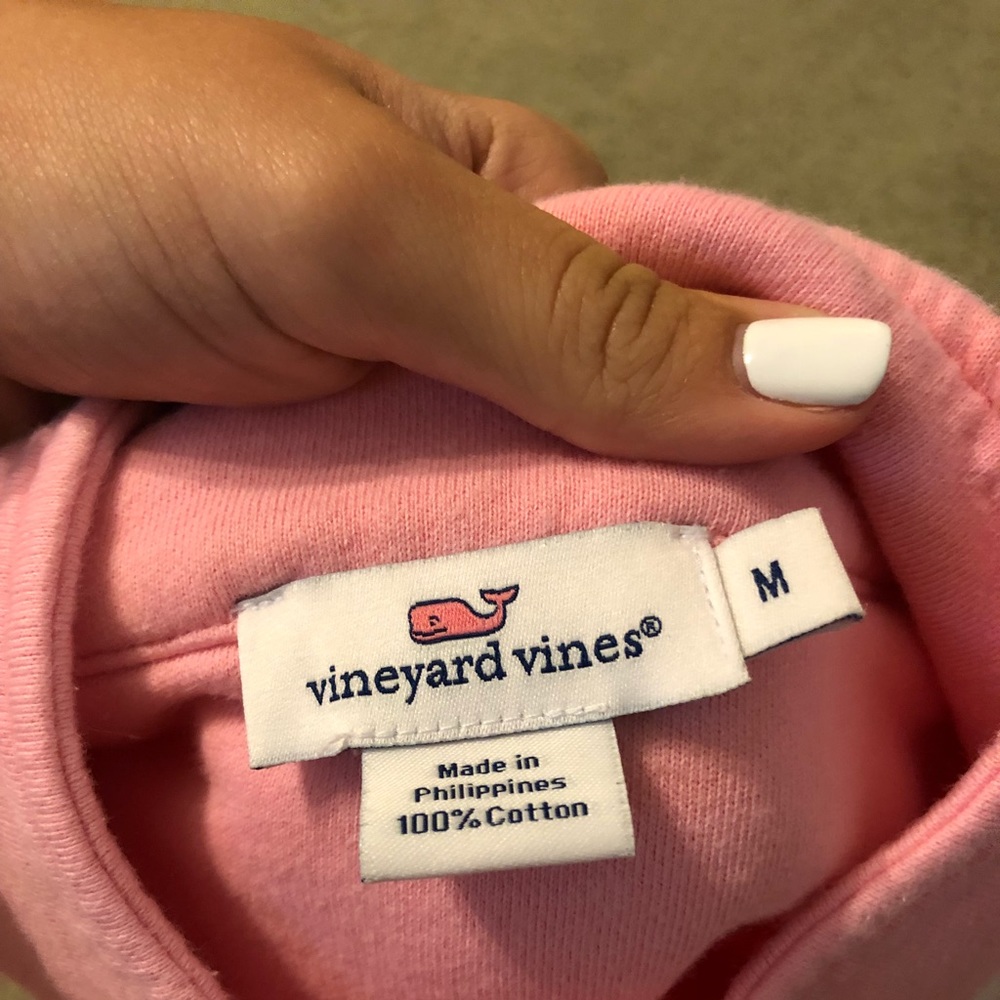 vineyard vines®
M
Made in
Philippines
100% Cotton